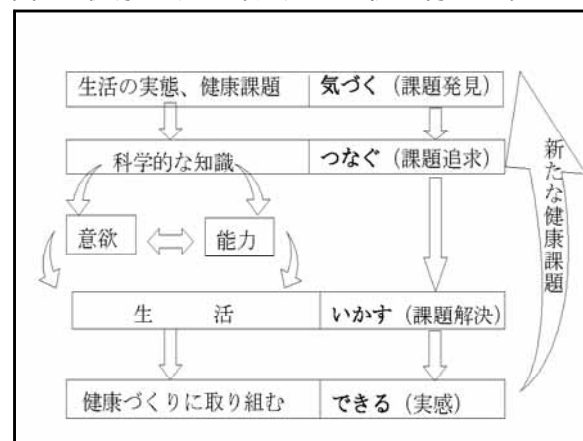 生活の実態、健康課題 気づく（課題発見）
科学的な知識 つなぐ（課題追求）
意欲 能力
生 活 いかす（課題解決）
健康づくりに取り組む できる（実感）
新たな健康課題